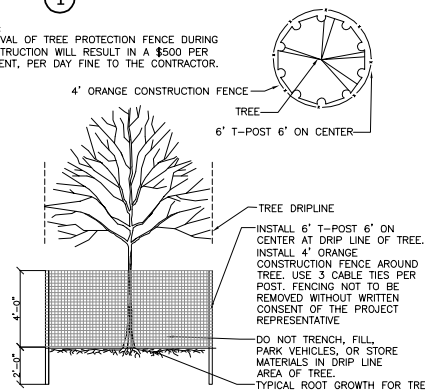 1
VAL OF TREE PROTECTION FENCE DURING
STRUCTION WILL RESULT IN A $500 PER
ENT, PER DAY FINE TO THE CONTRACTOR.
4' ORANGE CONSTRUCTION FENCE
TREE
6' T-POST 6' ON CENTER
TREE DRIPLINE
INSTALL 6' T-POST 6' ON
CENTER AT DRIP LINE OF TREE.
INSTALL 4' ORANGE
CONSTRUCTION FENCE AROUND
TREE. USE 3 CABLE TIES PER
POST. FENCING NOT TO BE
REMOVED WITHOUT WRITTEN
CONSENT OF THE PROJECT
REPRESENTATIVE
4'-0"
DO NOT TRENCH, FILL,
PARK VEHICLES, OR STORE
MATERIALS IN DRIP LINE
AREA OF TREE.
2'-0"
TYPICAL ROOT GROWTH FOR TRE